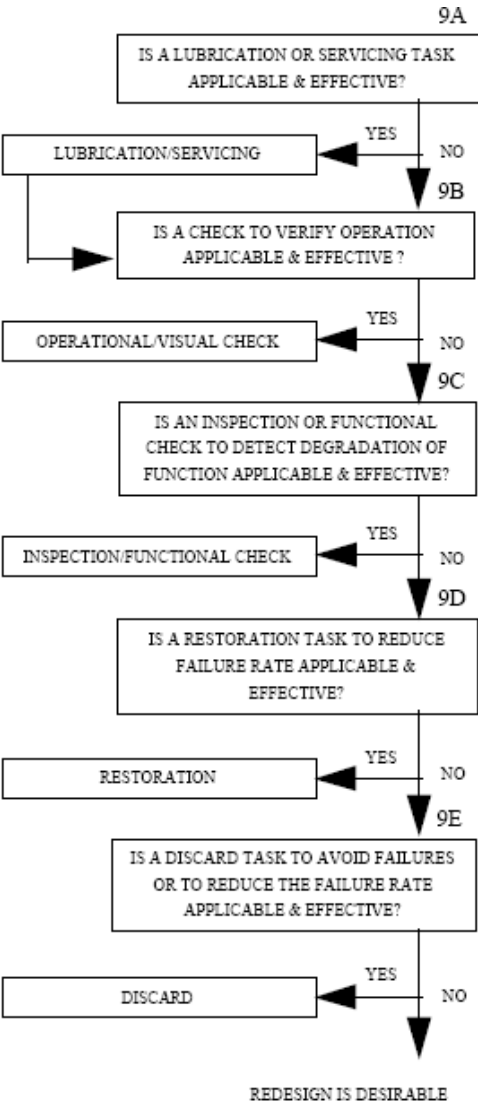 9A
IS A LUBRICATION OR SERVICING TASK
APPLICABLE & EFFECTIVE?
YES
LUBRICATION/SERVICING
NO
9B
IS A CHECK TO VERIFY OPERATION
APPLICABLE & EFFECTIVE ?
YES
OPERATIONAL/VISUAL CHECK
NO
9C
IS AN INSPECTION OR FUNCTIONAL
CHECK TO DETECT DEGRADATION OF
FUNCTION APPLICABLE & EFFECTIVE?
YES
INSPECTION/FUNCTIONAL CHECK
NO
9D
IS A RESTORATION TASK TO REDUCE
FAILURE RATE APPLICABLE &
EFFECTIVE?
YES
RESTORATION
NO
9E
IS A DISCARD TASK TO AVOID FAILURES
OR TO REDUCE THE FAILURE RATE
APPLICABLE & EFFECTIVE?
YES
DISCARD
NO
REDESIGN IS DESIRABLE